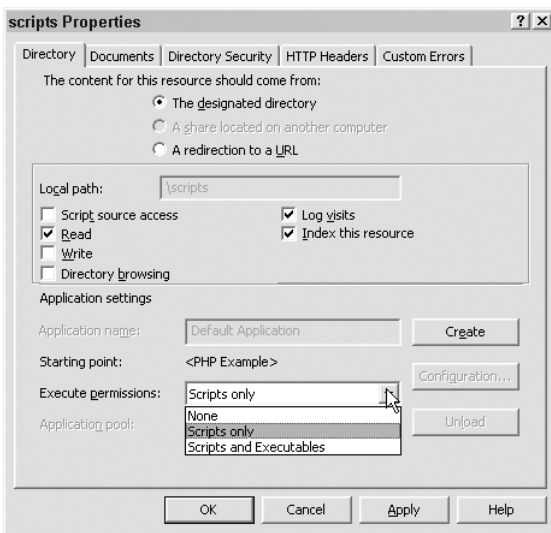 scripts Properties
Directory Documents Directory Security HTTP Headers Custom Errors
The content for this resource should come from:
The designated directory
A share located on another computer
A redirection to a URL
Local path: \scripts
Script source access Log visits
Read Index this resource
Write
Directory browsing
Application settings
Application name: Default Application Create
Starting point: <PHP Example> Configuration...
Execute permissions: Scripts only
None
Application pool: Scripts only Unload
Scripts and Executables
OK Cancel Apply Help